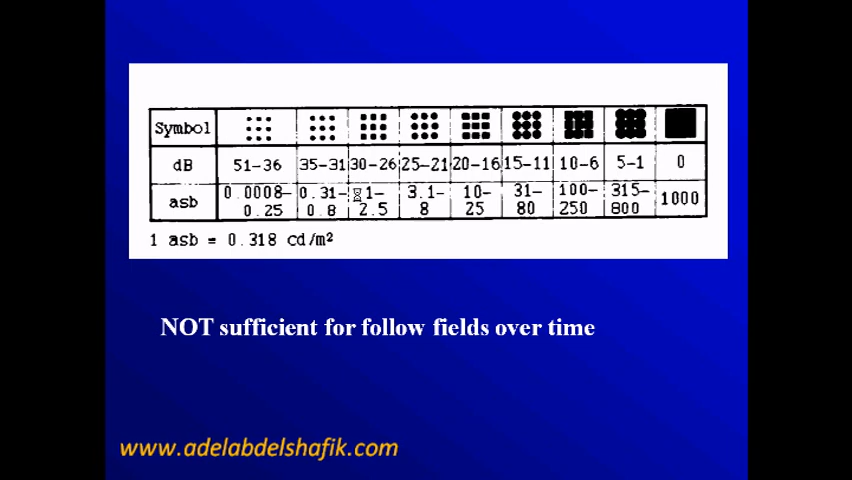 Symbol
dB 51-36 35-31 30-26 25-21 20-16 15-11 10-6 5-1 0
asb 0.0008- 0.31- 1- 3.1- 10- 31- 100- 315- 1000
0.25 0.8 2.5 8 25 80 250 800
1 asb = 0.318 cd/m²
NOT sufficient for follow fields over time
www.adelabdelshafik.com